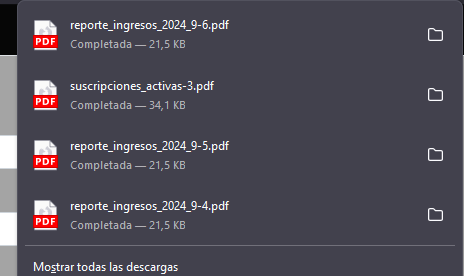 reporte_ingresos_2024_9-6.pdf
Completada — 21,5 KB
PDF
suscripciones_activas-3.pdf
Completada — 34,1 KB
PDF
reporte_ingresos_2024_9-5.pdf
Completada — 21,5 KB
PDF
reporte_ingresos_2024_9-4.pdf
Completada — 21,5 KB
PDF
Mostrar todas las descargas